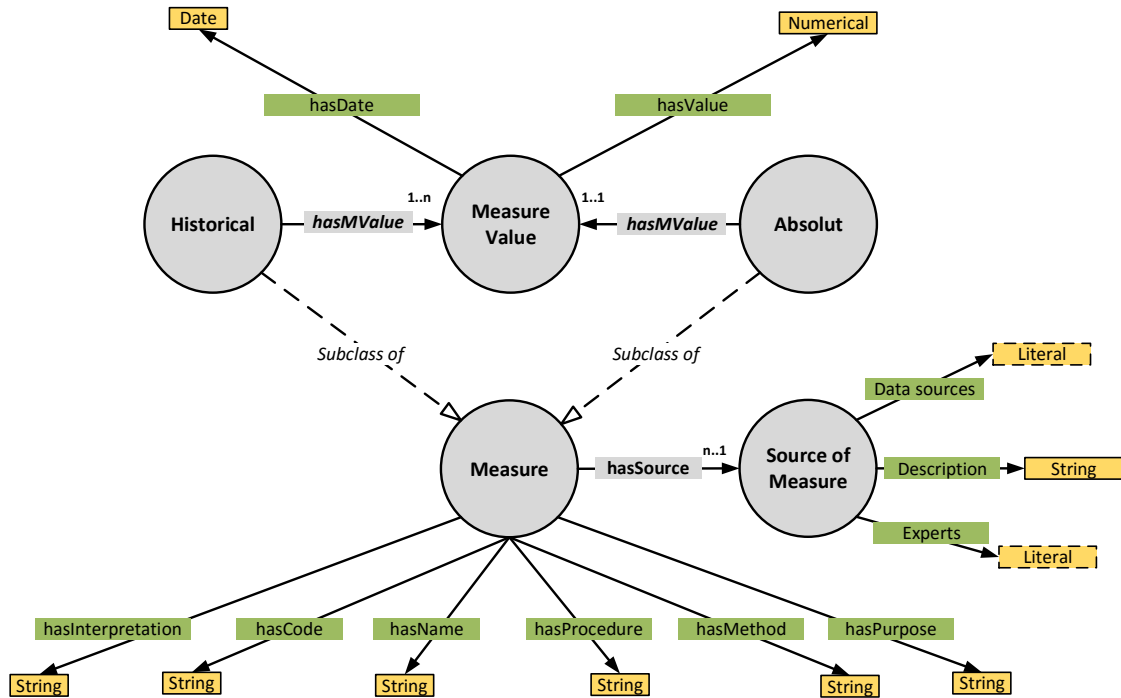 Date
Numerical
hasDate
hasValue
1..n
1..1
Historical
hasMValue
Measure
Value
hasMValue
Absolut
Subclass of
Subclass of
Literal
Data sources
Measure
hasSource
n..1
Source of
Measure
Description
String
Experts
Literal
hasInterpretation
hasCode
hasName
hasProcedure
hasMethod
hasPurpose
String
String
String
String
String
String